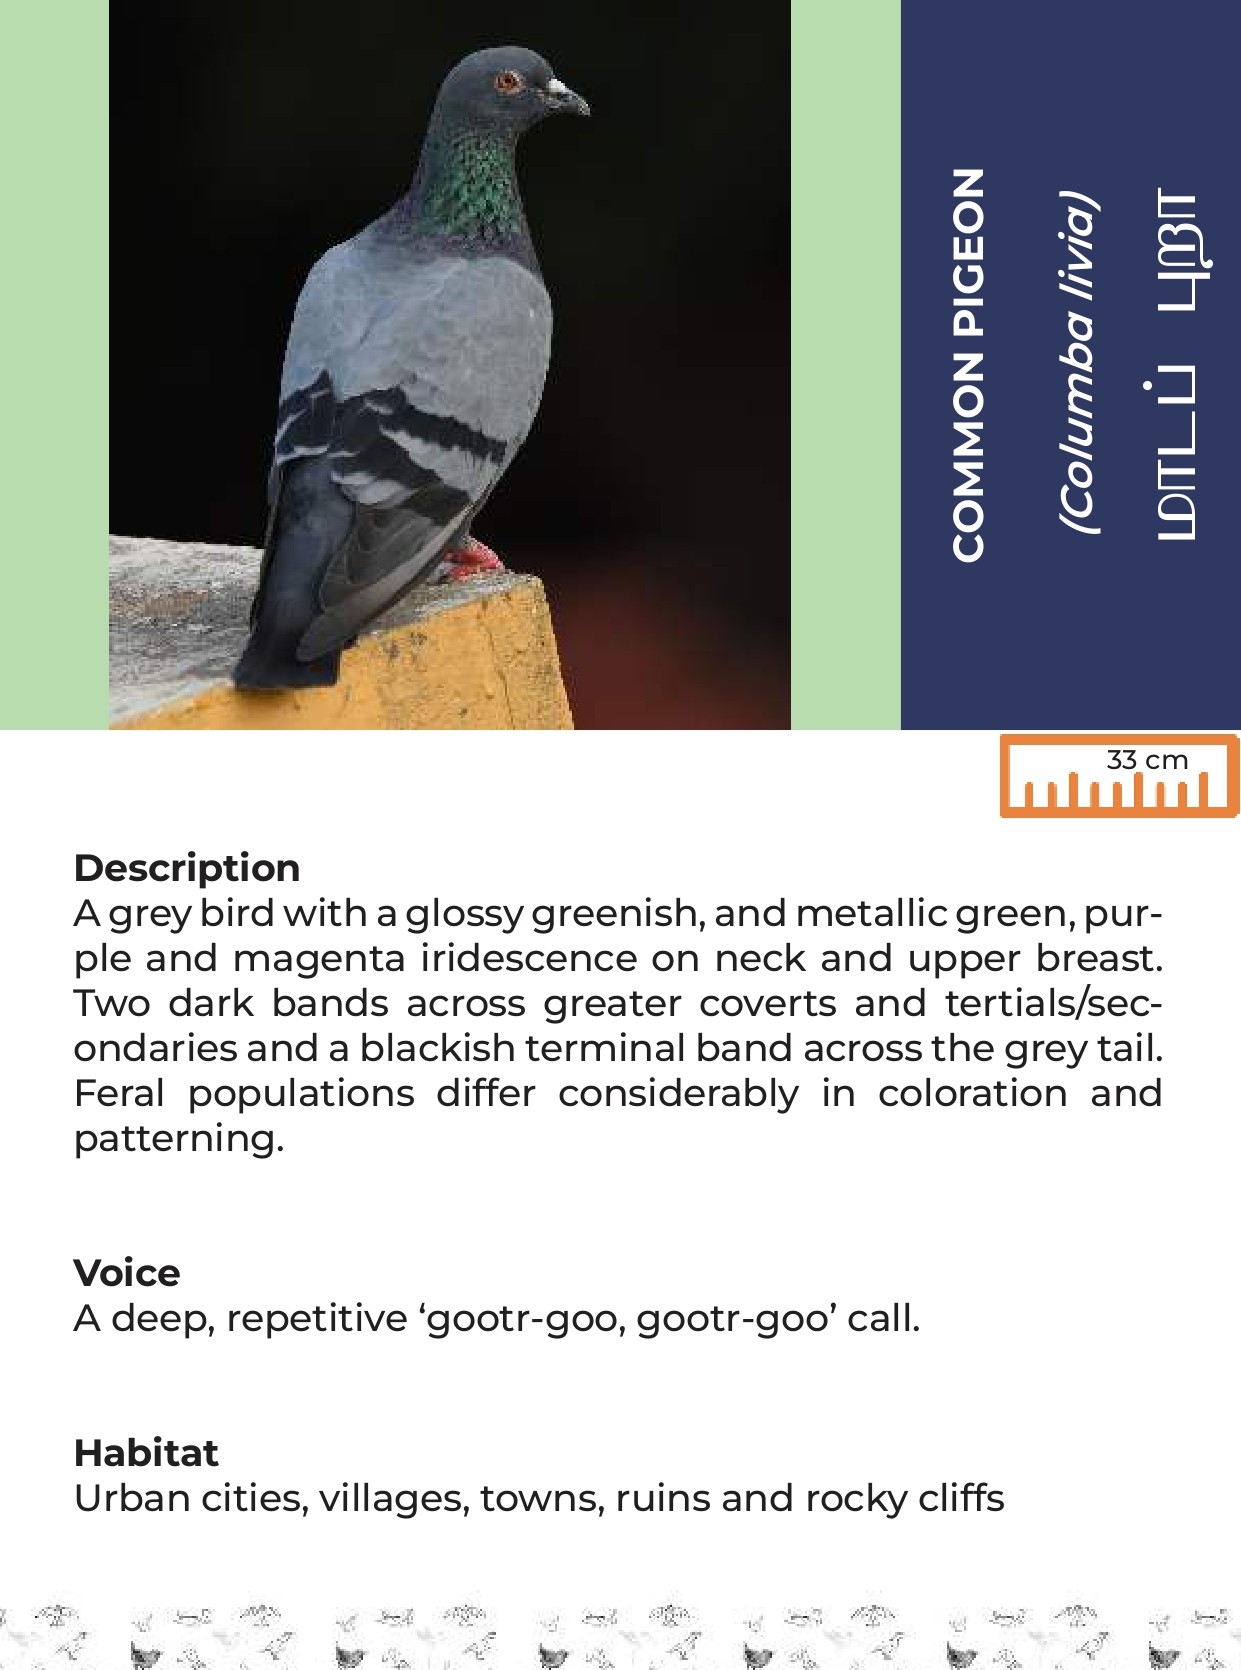 COMMON PIGEON
(Columba livia)
மாடப் புறா
33 cm
Description
A grey bird with a glossy greenish, and metallic green, pur-
ple and magenta iridescence on neck and upper breast.
Two dark bands across greater coverts and tertials/sec-
ondaries and a blackish terminal band across the grey tail.
Feral populations differ considerably in coloration and
patterning.
Voice
A deep, repetitive ‘gootr-goo, gootr-goo’ call.
Habitat
Urban cities, villages, towns, ruins and rocky cliffs